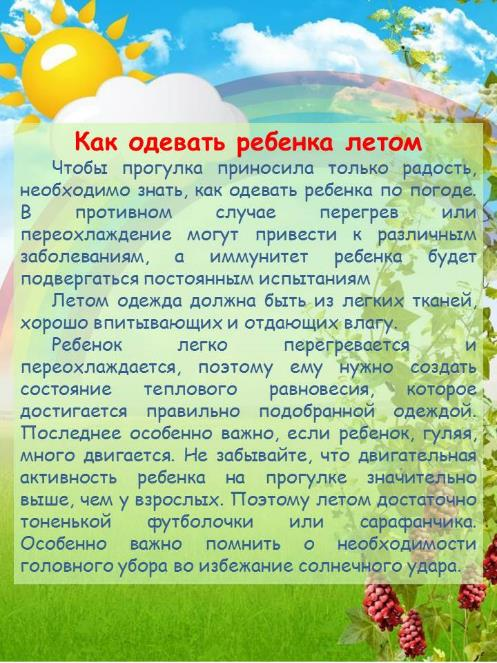 Как одевать ребенка летом
Чтобы прогулка приносила только радость,
необходимо знать, как одевать ребенка по погоде.
В противном случае перегрев или
переохлаждение могут привести к различным
заболеваниям, а иммунитет ребенка будет
подвергаться постоянным испытаниям
Летом одежда должна быть из легких тканей,
хорошо впитывающих и отдающих влагу.
Ребенок легко перегревается и
переохлаждается, поэтому ему нужно создать
состояние теплового равновесия, которое
достигается правильно подобранной одеждой.
Последнее особенно важно, если ребенок, гуляя,
много двигается. Не забывайте, что двигательная
активность ребенка на прогулке значительно
выше, чем у взрослых. Поэтому летом достаточно
тоненькой футболочки или сарафанчика.
Особенно важно помнить о необходимости
головного убора во избежание солнечного удара.